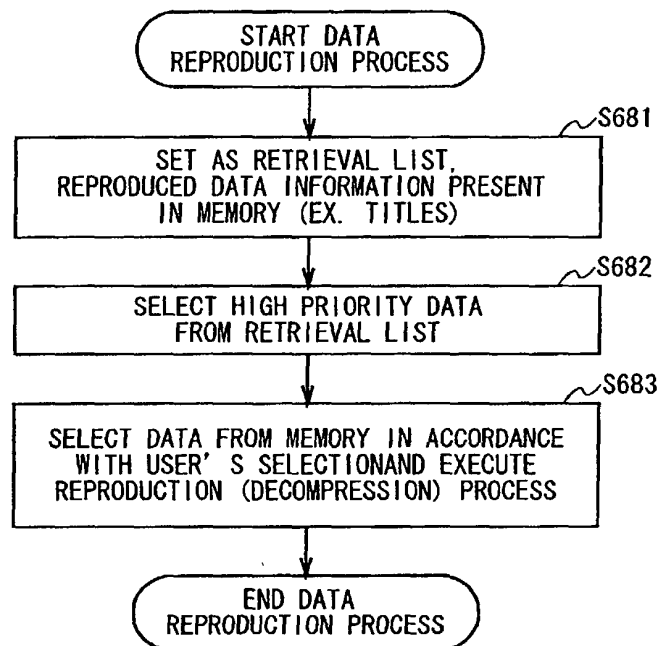 START DATA
REPRODUCTION PROCESS
S681
SET AS RETRIEVAL LIST,
REPRODUCED DATA INFORMATION PRESENT
IN MEMORY (EX. TITLES)
S682
SELECT HIGH PRIORITY DATA
FROM RETRIEVAL LIST
S683
SELECT DATA FROM MEMORY IN ACCORDANCE
WITH USER' S SELECTIONAND EXECUTE
REPRODUCTION (DECOMPRESSION) PROCESS
END DATA
REPRODUCTION PROCESS